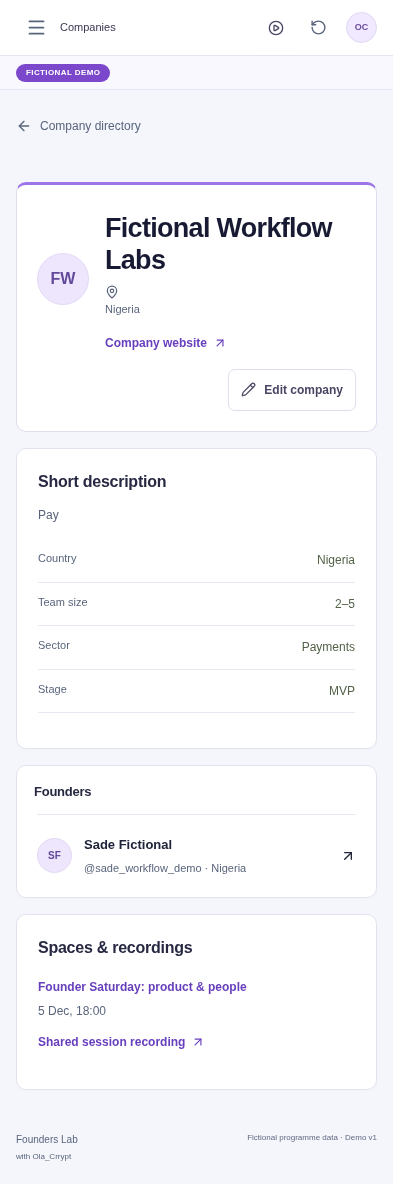 Companies
OC
FICTIONAL DEMO
Company directory
FW
Fictional Workflow
Labs
Nigeria
Company website
Edit company
Short description
Pay
Country Nigeria
Team size 2–5
Sector Payments
Stage MVP
Founders
SF
Sade Fictional
@sade_workflow_demo · Nigeria
Spaces & recordings
Founder Saturday: product & people
5 Dec, 18:00
Shared session recording
Founders Lab
with Ola_Crrypt
Fictional programme data · Demo v1